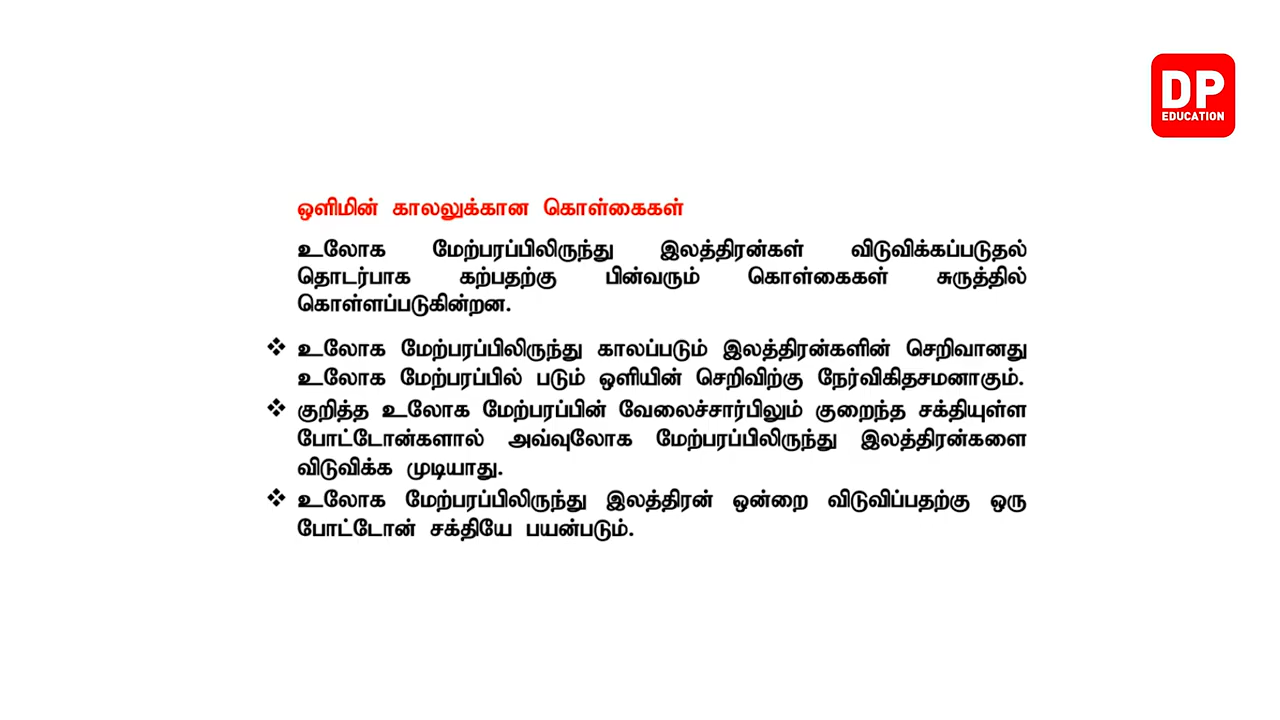 DP
EDUCATION
ஒளிமின் காலலுக்கான கொள்கைகள்
உலோக மேற்பரப்பிலிருந்து இலத்திரன்கள் விடுவிக்கப்படுதல்
தொடர்பாக கற்பதற்கு பின்வரும் கொள்கைகள் சுருத்தில்
கொள்ளப்படுகின்றன.
❖ உலோக மேற்பரப்பிலிருந்து காலப்படும் இலத்திரன்களின் செறிவானது
உலோக மேற்பரப்பில் படும் ஒளியின் செறிவிற்கு நேர்விகிதசமனாகும்.
❖ குறித்த உலோக மேற்பரப்பின் வேலைச்சார்பிலும் குறைந்த சக்தியுள்ள
போட்டோன்களால் அவ்வுலோக மேற்பரப்பிலிருந்து இலத்திரன்களை
விடுவிக்க முடியாது.
❖ உலோக மேற்பரப்பிலிருந்து இலத்திரன் ஒன்றை விடுவிப்பதற்கு ஒரு
போட்டோன் சக்தியே பயன்படும்.